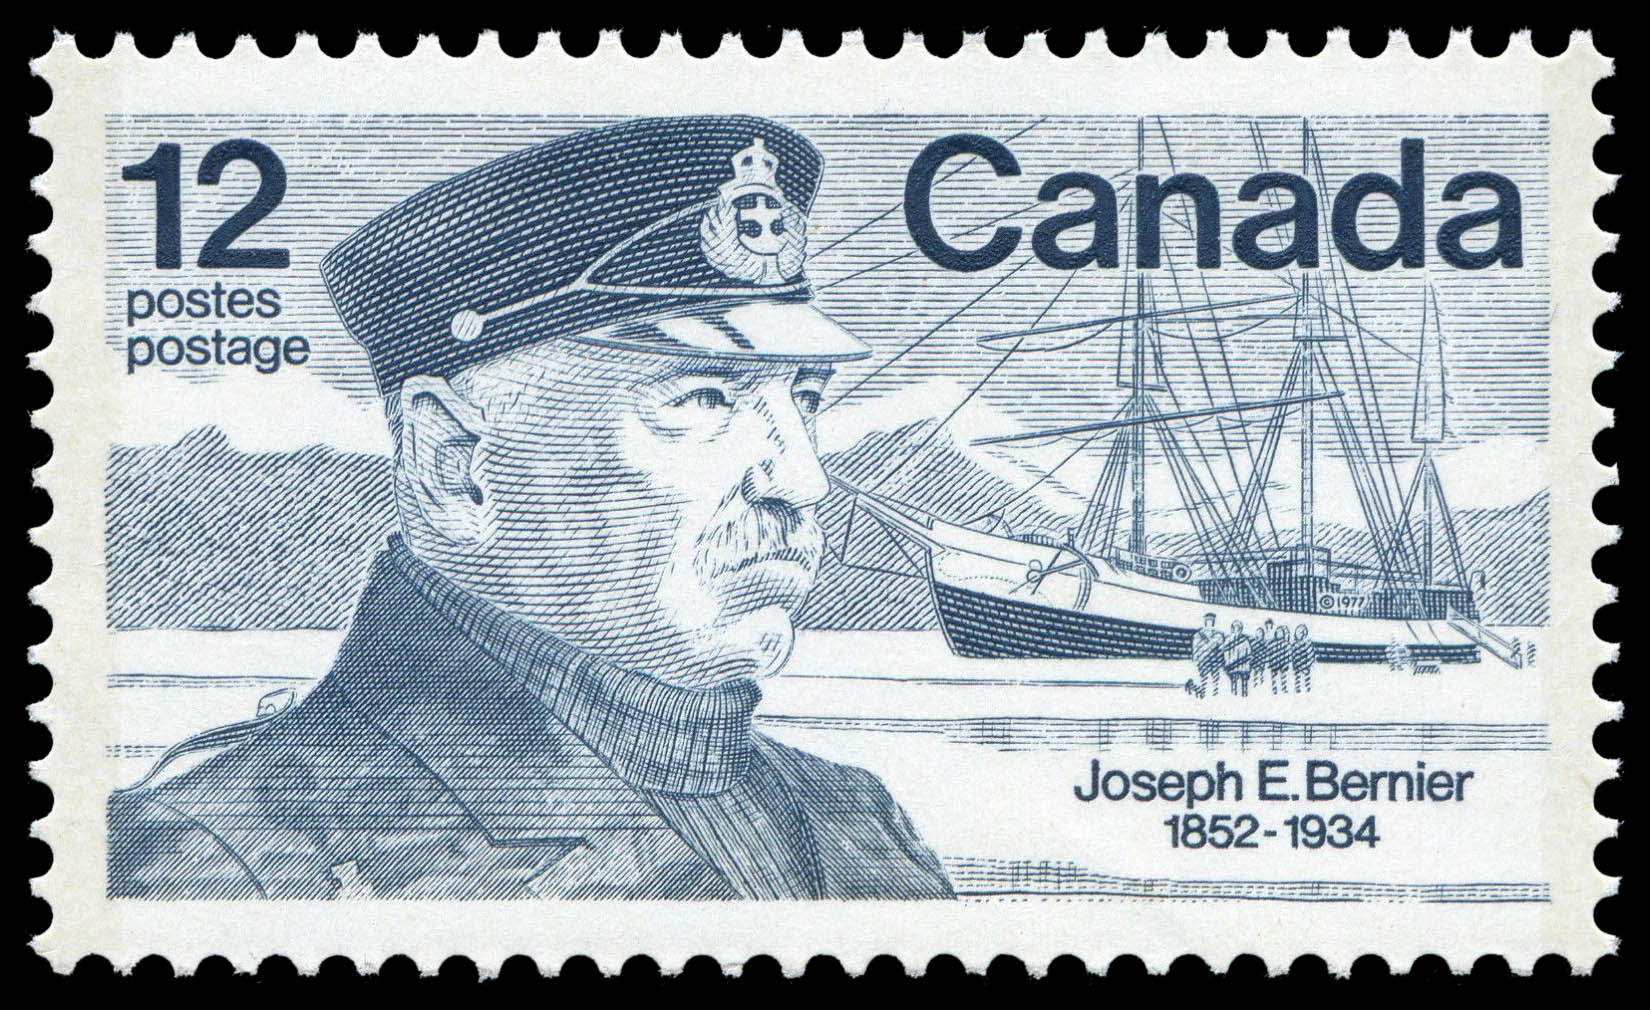 12
Canada
postes
postage
©1977
Joseph E. Bernier
1852-1934